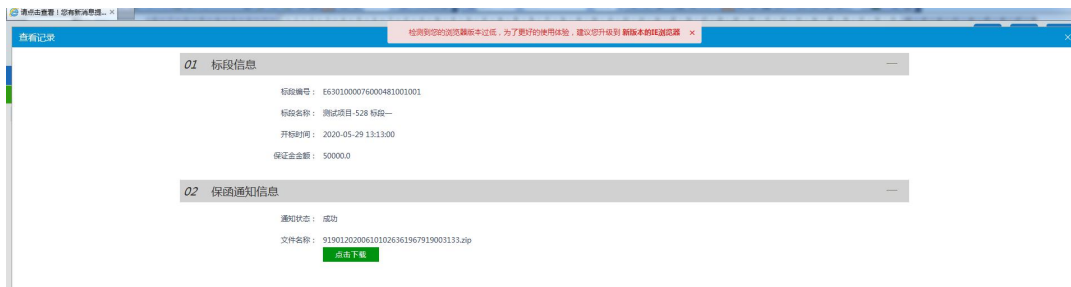 请点击查看！您有新消息提... ×
检测到您的浏览器版本过低，为了更好的使用体验，建议您升级到 新版本的IE浏览器 ×
查看记录 ×
01 标段信息 —
标段编号： E6301000076000481001001
标段名称： 测试项目-528 标段一
开标时间： 2020-05-29 13:13:00
保证金金额： 50000.0
02 保函通知信息 —
通知状态： 成功
文件名称： 91901202006101026361967919003133.zip
点击下载